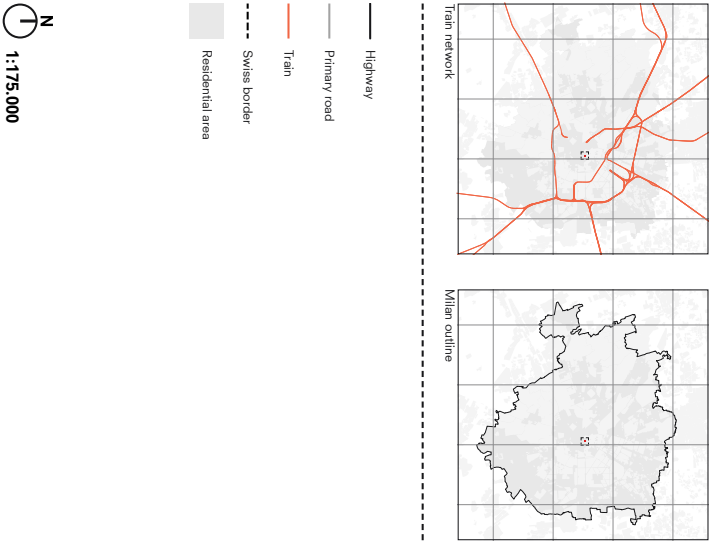 Train network
Milan outline
Highway
Primary road
Train
Swiss border
Residential area
N
1:175.000